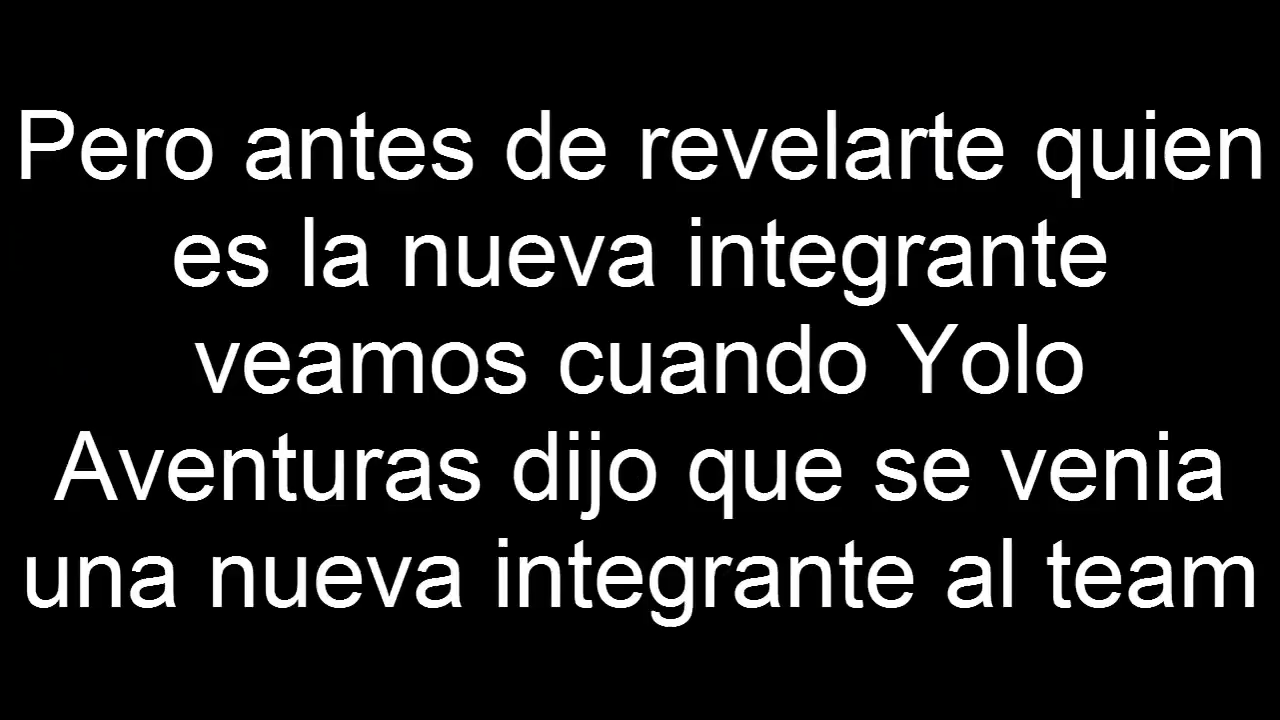 Pero antes de revelarte quien
es la nueva integrante
veamos cuando Yolo
Aventuras dijo que se venia
una nueva integrante al team